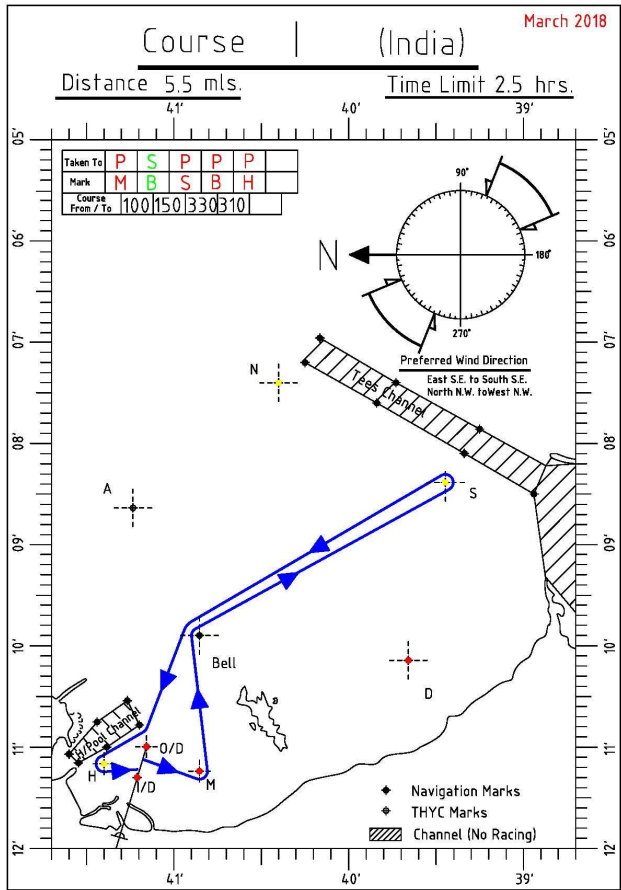 March 2018
Course | (India)
Distance 5.5 mls.
Time Limit 2.5 hrs.
41' 40' 39'
05'
05'
Taken To P S P P P
Mark M B S B H
Course From / To 100 150 330 310
90°
N
180°
270°
06'
06'
07'
07'
Preferred Wind Direction
East S.E. to South S.E.
North N.W. toWest N.W.
Tees Channel
N
08'
08'
A
S
09'
09'
10'
10'
Bell
D
H/Pool Channel
11'
11'
O/D
H
I/D
M
Navigation Marks
THYC Marks
Channel (No Racing)
12'
12'
41' 40' 39'